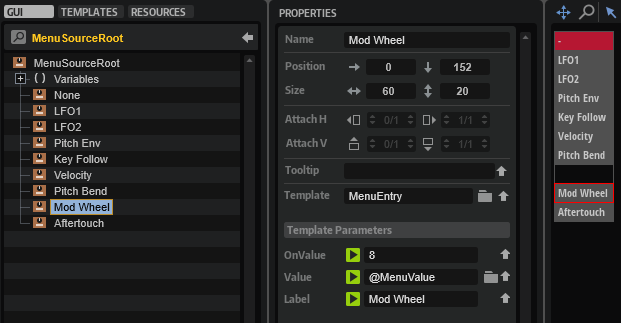 GUI TEMPLATES RESOURCES
MenuSourceRoot
MenuSourceRoot
Variables
None
LFO1
LFO2
Pitch Env
Key Follow
Velocity
Pitch Bend
Mod Wheel
Aftertouch
PROPERTIES
Name Mod Wheel
Position 0 152
Size 60 20
Attach H 0/1 1/1
Attach V 0/1 1/1
Tooltip
Template MenuEntry
Template Parameters
OnValue 8
Value @MenuValue
Label Mod Wheel
-
LFO1
LFO2
Pitch Env
Key Follow
Velocity
Pitch Bend
Mod Wheel
Aftertouch